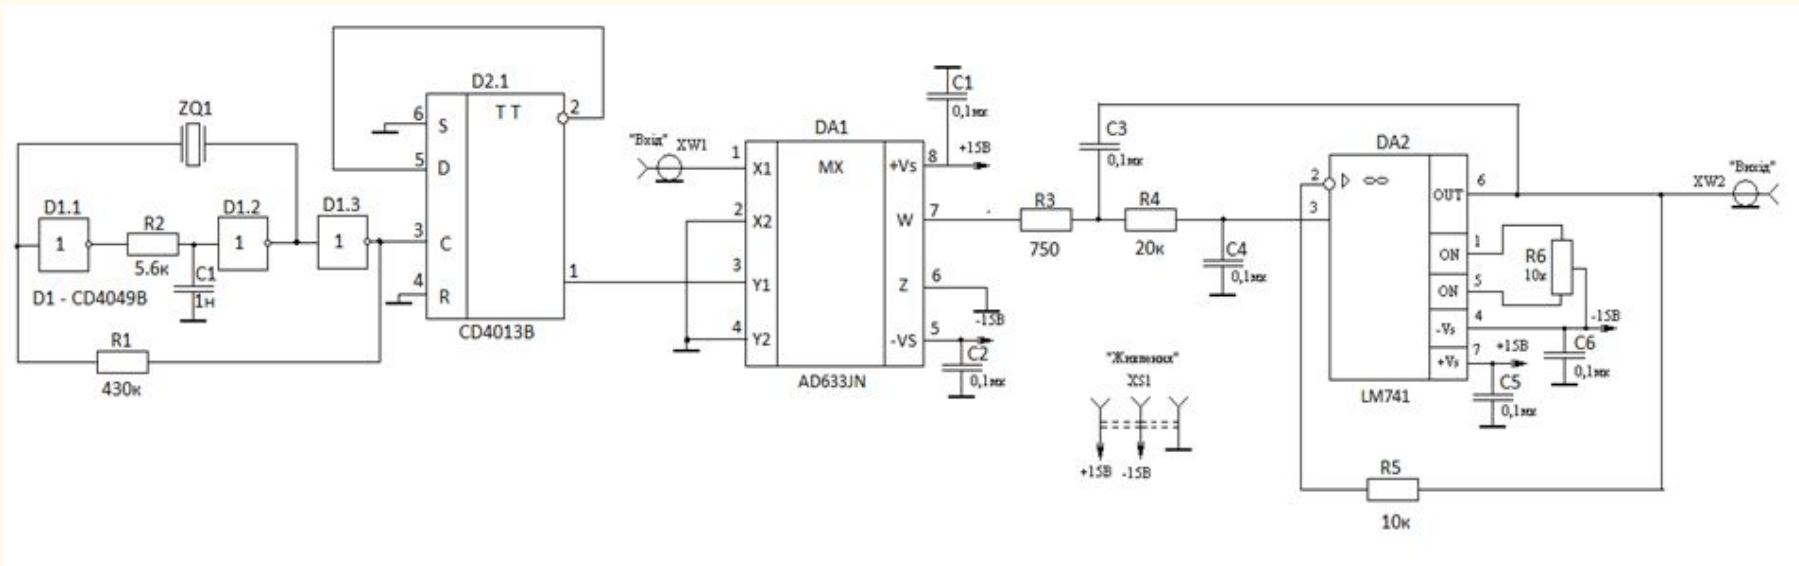 ZQ1
D1.1
1
R2
5.6к
C1
1н
D1.2
1
D1.3
1
D1 - CD4049B
R1
430к
D2.1
T T
6
S
5
D
3
C
4
R
2
1
CD4013B
"Вхід"
XW1
DA1
MX
1
X1
2
X2
3
Y1
4
Y2
+Vs
8
W
7
Z
6
-VS
5
AD633JN
C1
0,1мк
+15В
-15В
C2
0,1мк
R3
750
C3
0,1мк
R4
20к
C4
0,1мк
"Живлення"
XS1
+15В
-15В
DA2
2
3
∞
OUT
6
ON
1
ON
5
-Vs
4
+Vs
7
LM741
R6
10к
-15В
+15В
C6
0,1мк
C5
0,1мк
R5
10к
XW2
"Вихід"